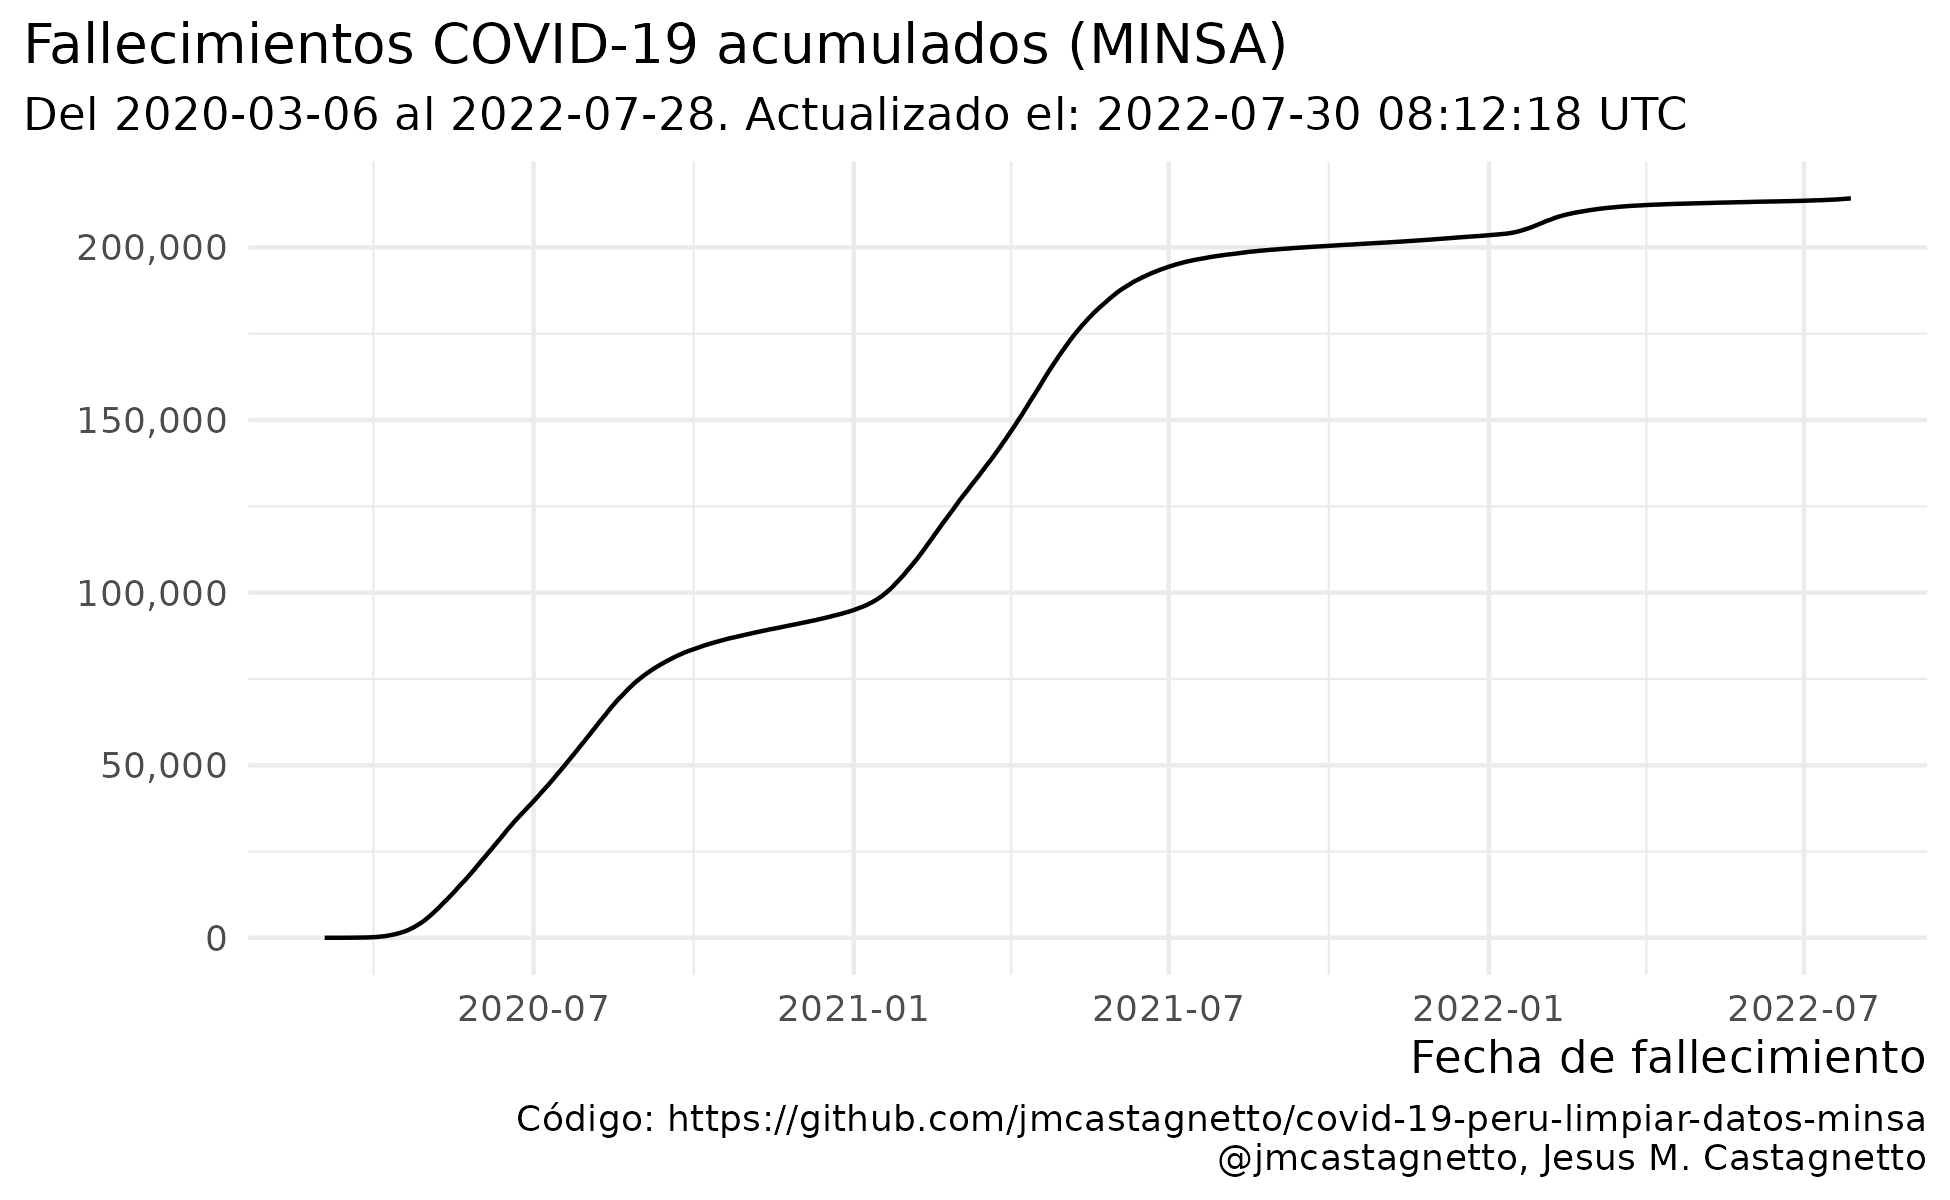 Fallecimientos COVID-19 acumulados (MINSA)
Del 2020-03-06 al 2022-07-28. Actualizado el: 2022-07-30 08:12:18 UTC
200,000
150,000
100,000
50,000
0
2020-07 2021-01 2021-07 2022-01 2022-07
Fecha de fallecimiento
Código: https://github.com/jmcastagnetto/covid-19-peru-limpiar-datos-minsa
@jmcastagnetto, Jesus M. Castagnetto